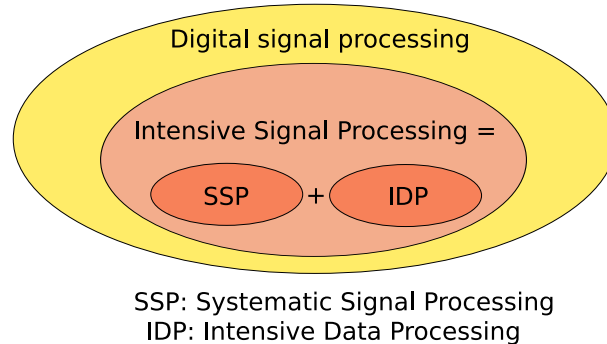 Digital signal processing
Intensive Signal Processing =
SSP + IDP
SSP: Systematic Signal Processing
IDP: Intensive Data Processing